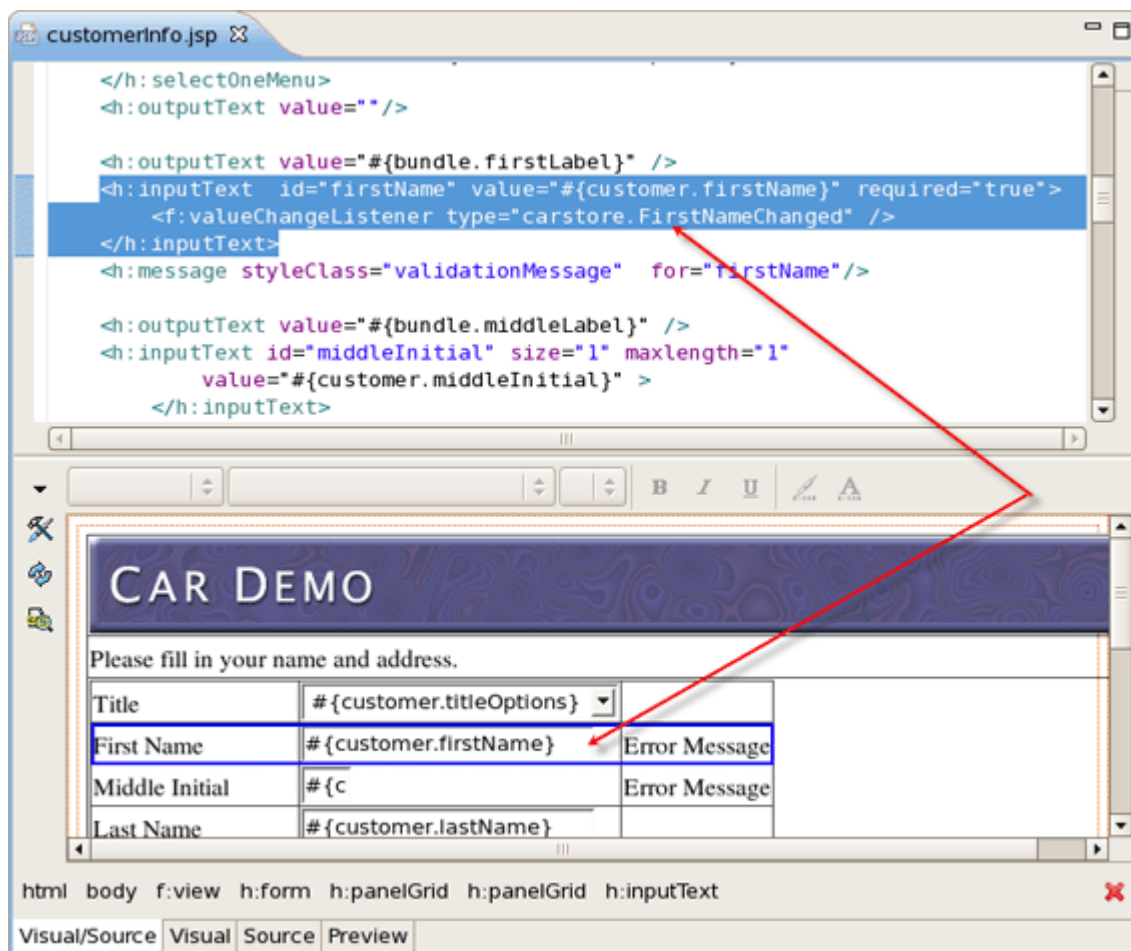 customerInfo.jsp
</h:selectOneMenu>
<h:outputText value=""/>
<h:outputText value="#{bundle.firstLabel}" />
<h:inputText  id="firstName" value="#{customer.firstName}" required="true">
<f:valueChangeListener type="carstore.FirstNameChanged" />
</h:inputText>
<h:message styleClass="validationMessage"  for="firstName"/>
<h:outputText value="#{bundle.middleLabel}" />
<h:inputText id="middleInitial" size="1" maxlength="1"
value="#{customer.middleInitial}" >
</h:inputText>
B I U A
CAR DEMO
Please fill in your name and address.
Title #{customer.titleOptions}
First Name #{customer.firstName} Error Message
Middle Initial #{c Error Message
Last Name #{customer.lastName}
html body f:view h:form h:panelGrid h:panelGrid h:inputText
Visual/Source Visual Source Preview